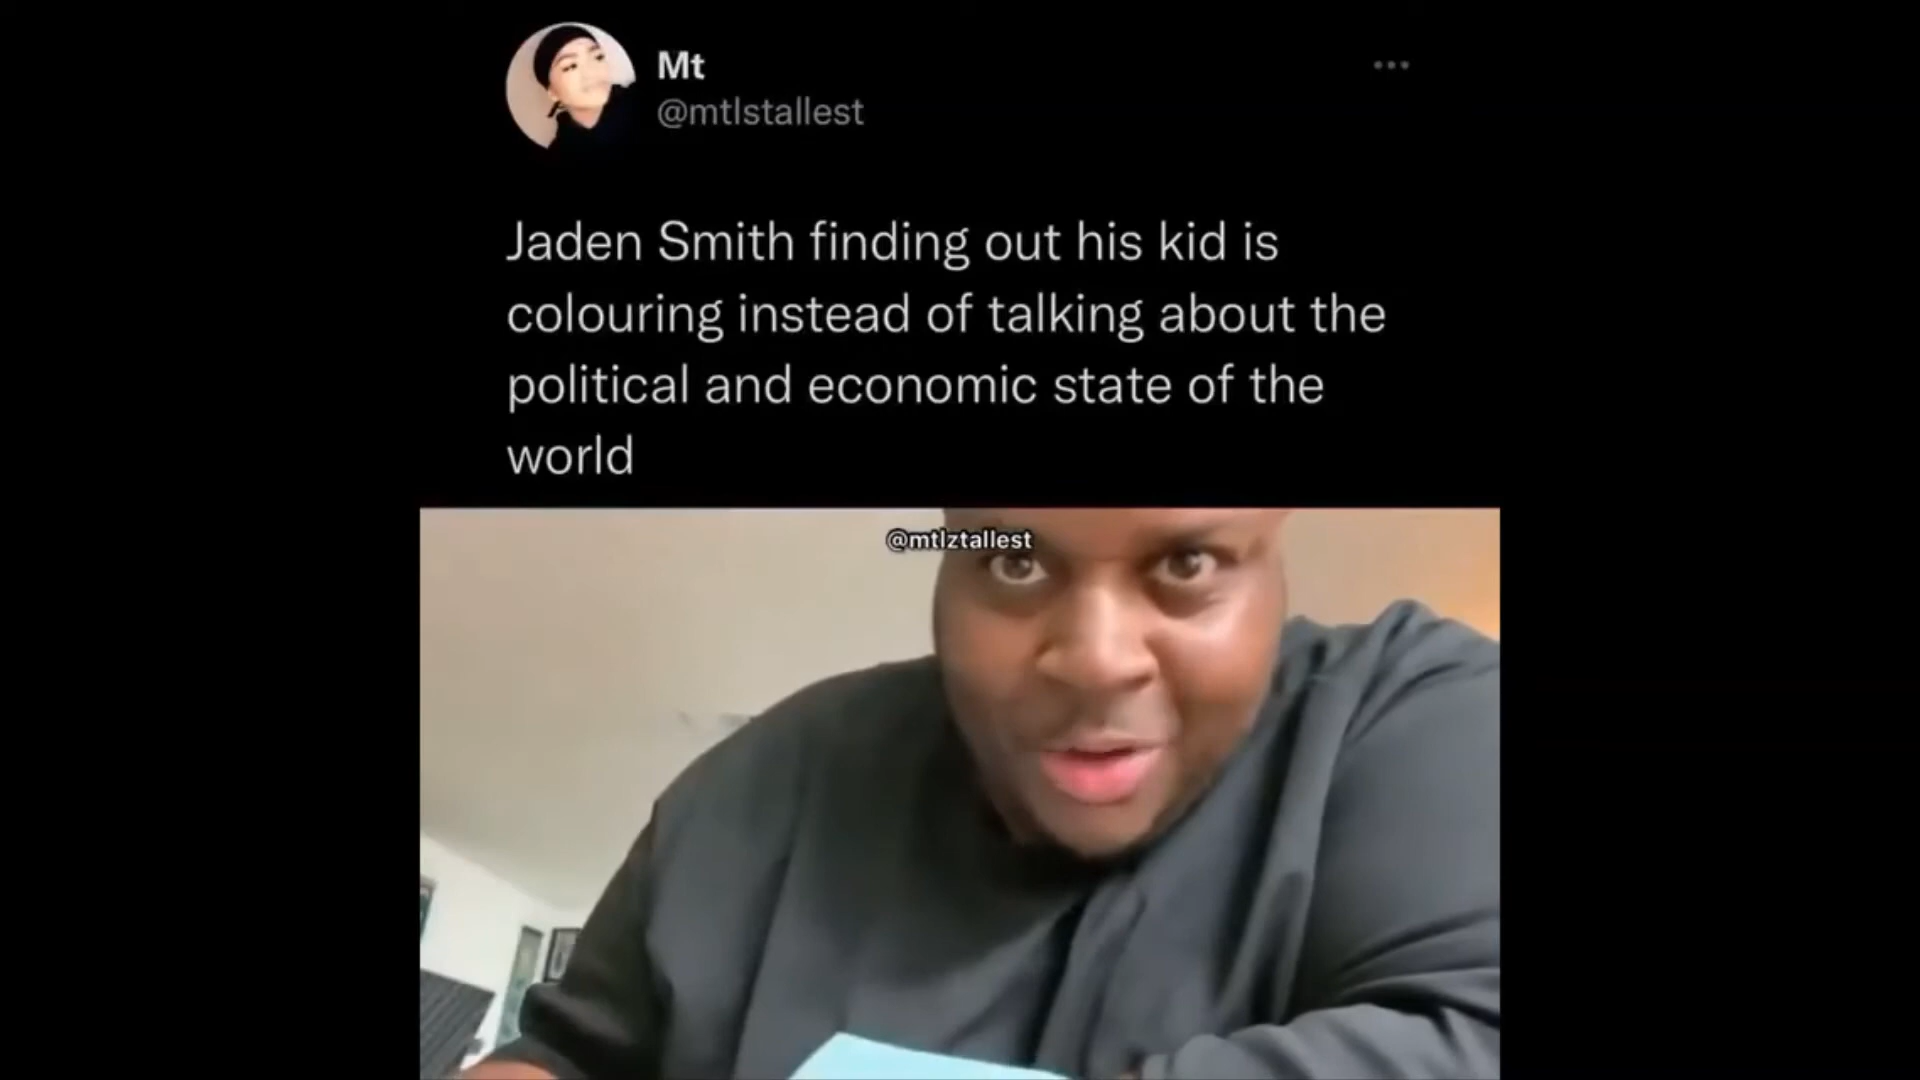 Mt
@mtlstallest
Jaden Smith finding out his kid is
colouring instead of talking about the
political and economic state of the
world
@mtlztallest